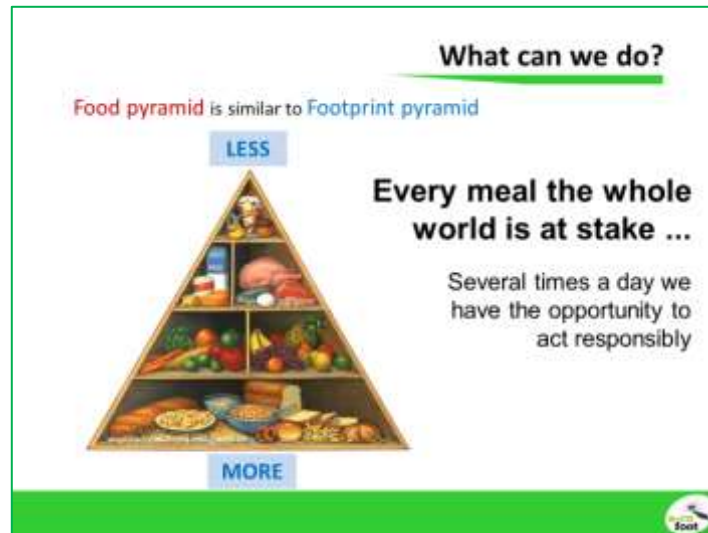 What can we do?
Food pyramid is similar to Footprint pyramid
LESS
Every meal the whole
world is at stake ...
Several times a day we
have the opportunity to
act responsibly
MORE
foot